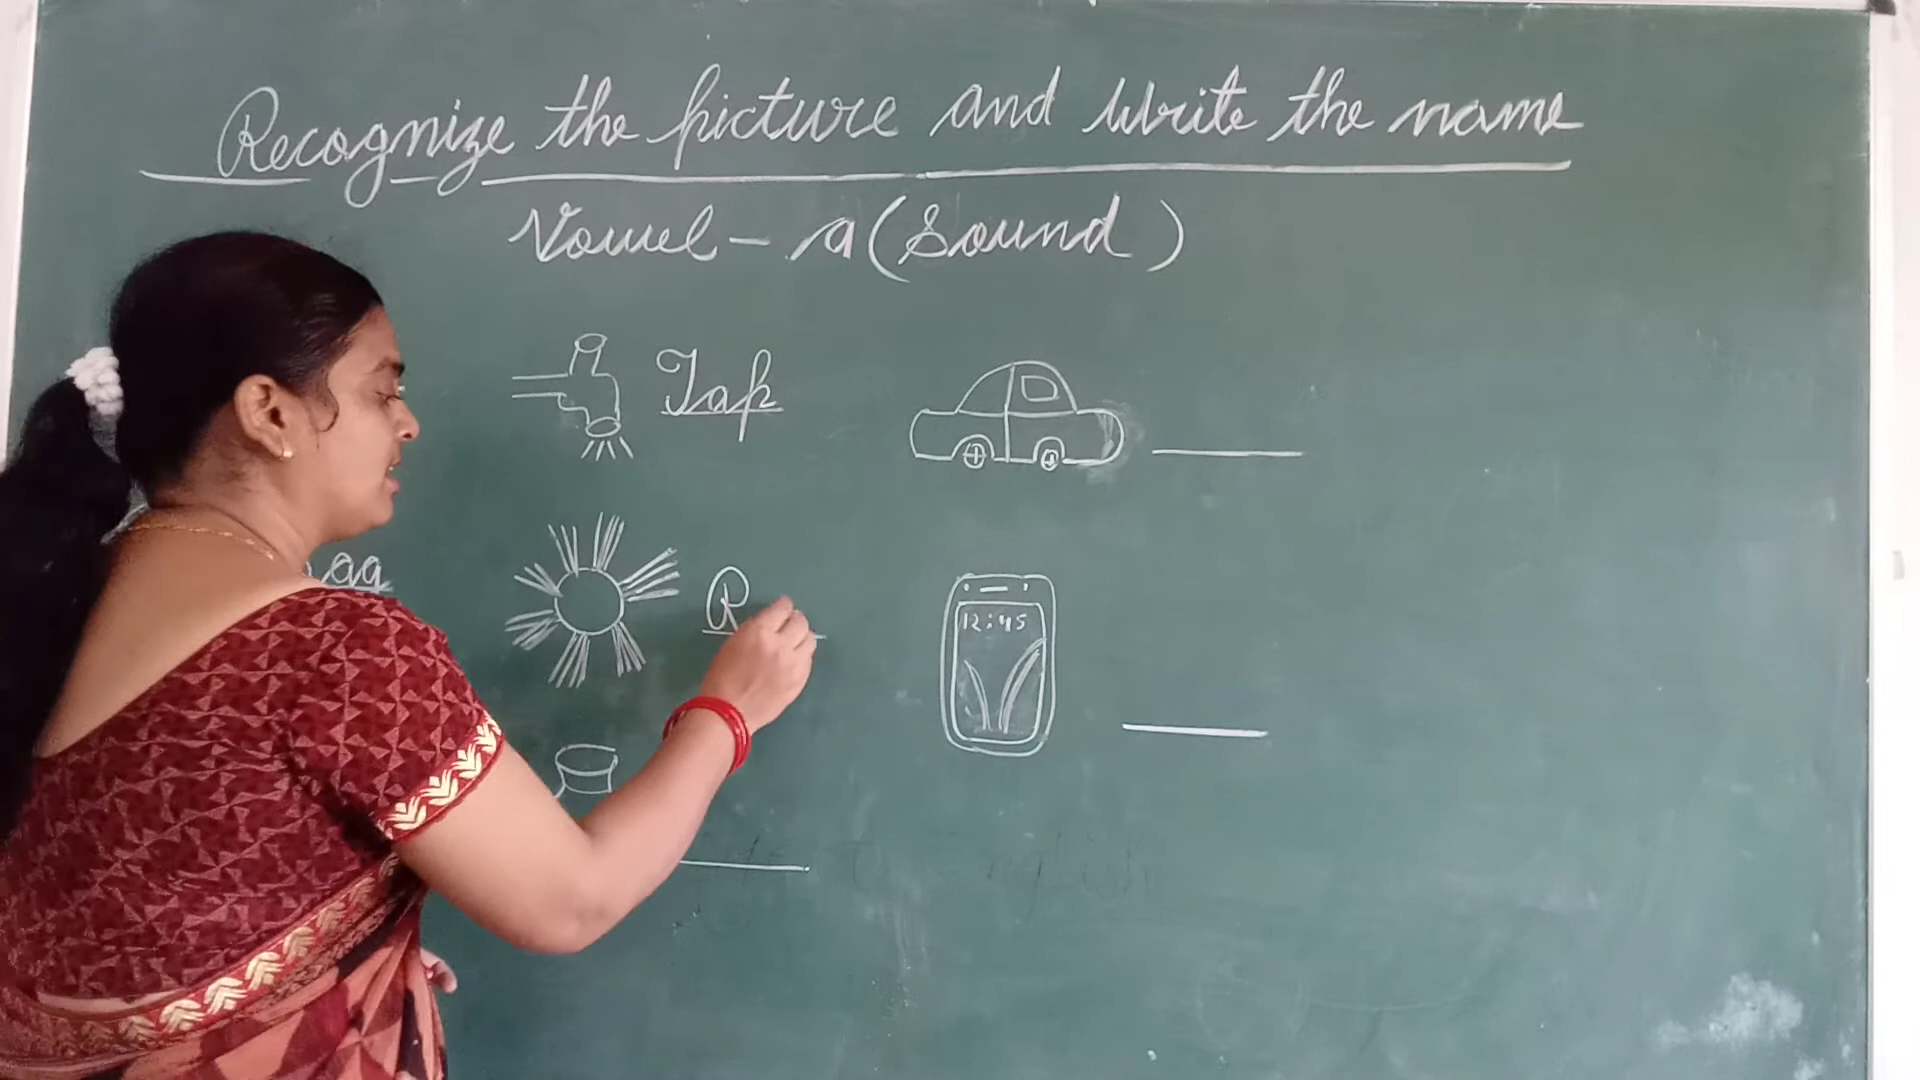 Recognize the picture and Write the name
Vowel - a (Sound)
Tap
R
12:45